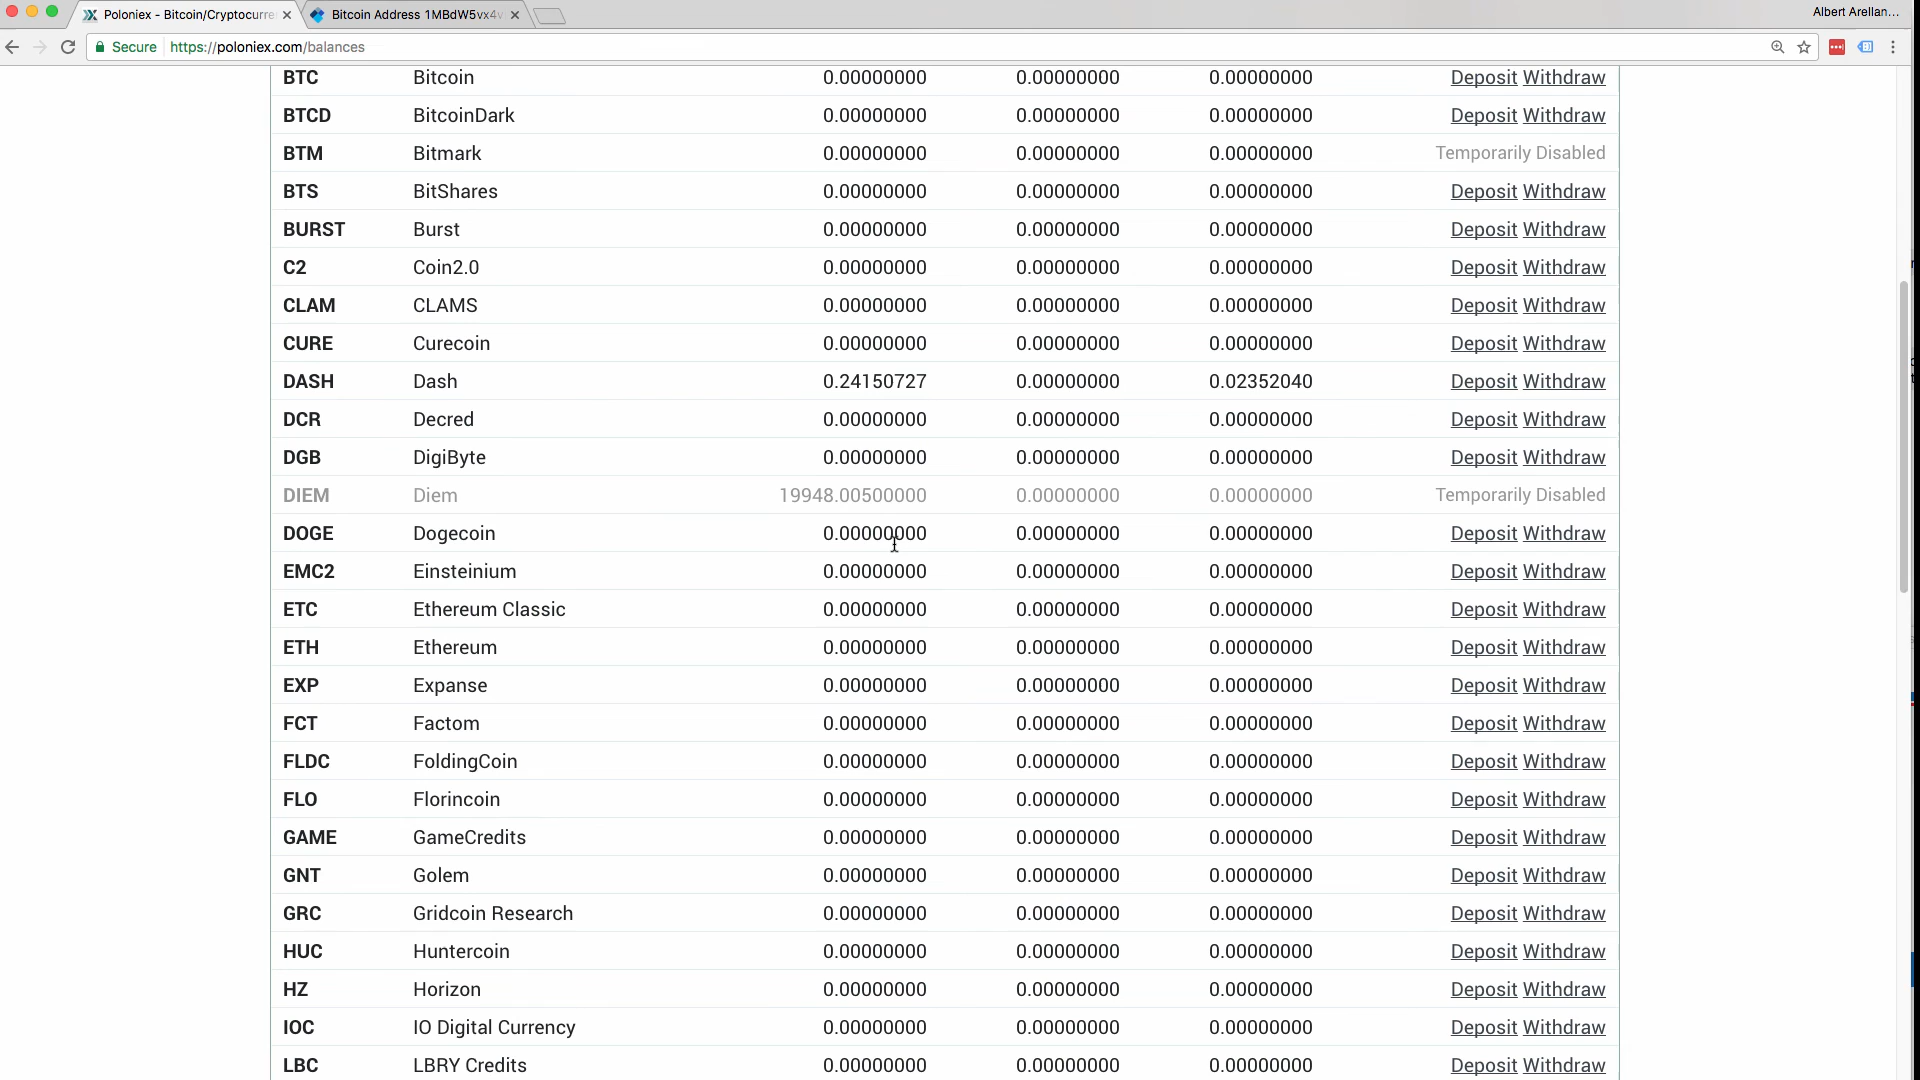 Poloniex - Bitcoin/Cryptocurre
Bitcoin Address 1MBdW5vx4v
Albert Arellan...
Secure https://poloniex.com/balances
BTC Bitcoin 0.00000000 0.00000000 0.00000000 Deposit Withdraw
BTCD BitcoinDark 0.00000000 0.00000000 0.00000000 Deposit Withdraw
BTM Bitmark 0.00000000 0.00000000 0.00000000 Temporarily Disabled
BTS BitShares 0.00000000 0.00000000 0.00000000 Deposit Withdraw
BURST Burst 0.00000000 0.00000000 0.00000000 Deposit Withdraw
C2 Coin2.0 0.00000000 0.00000000 0.00000000 Deposit Withdraw
CLAM CLAMS 0.00000000 0.00000000 0.00000000 Deposit Withdraw
CURE Curecoin 0.00000000 0.00000000 0.00000000 Deposit Withdraw
DASH Dash 0.24150727 0.00000000 0.02352040 Deposit Withdraw
DCR Decred 0.00000000 0.00000000 0.00000000 Deposit Withdraw
DGB DigiByte 0.00000000 0.00000000 0.00000000 Deposit Withdraw
DIEM Diem 19948.00500000 0.00000000 0.00000000 Temporarily Disabled
DOGE Dogecoin 0.00000000 0.00000000 0.00000000 Deposit Withdraw
EMC2 Einsteinium 0.00000000 0.00000000 0.00000000 Deposit Withdraw
ETC Ethereum Classic 0.00000000 0.00000000 0.00000000 Deposit Withdraw
ETH Ethereum 0.00000000 0.00000000 0.00000000 Deposit Withdraw
EXP Expanse 0.00000000 0.00000000 0.00000000 Deposit Withdraw
FCT Factom 0.00000000 0.00000000 0.00000000 Deposit Withdraw
FLDC FoldingCoin 0.00000000 0.00000000 0.00000000 Deposit Withdraw
FLO Florincoin 0.00000000 0.00000000 0.00000000 Deposit Withdraw
GAME GameCredits 0.00000000 0.00000000 0.00000000 Deposit Withdraw
GNT Golem 0.00000000 0.00000000 0.00000000 Deposit Withdraw
GRC Gridcoin Research 0.00000000 0.00000000 0.00000000 Deposit Withdraw
HUC Huntercoin 0.00000000 0.00000000 0.00000000 Deposit Withdraw
HZ Horizon 0.00000000 0.00000000 0.00000000 Deposit Withdraw
IOC IO Digital Currency 0.00000000 0.00000000 0.00000000 Deposit Withdraw
LBC LBRY Credits 0.00000000 0.00000000 0.00000000 Deposit Withdraw